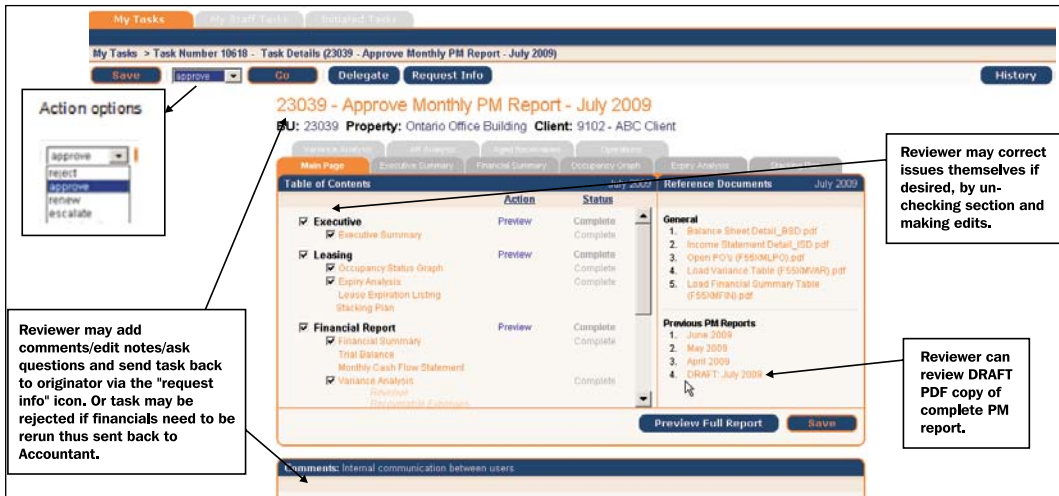 My Tasks My Staff Tasks Initiated Tasks
My Tasks > Task Number 10618 - Task Details (23039 - Approve Monthly PM Report - July 2009)
Save approve Go Delegate Request Info History
Action options
approve
reject
approve
renew
escalate
23039 - Approve Monthly PM Report - July 2009
BU: 23039 Property: Ontario Office Building Client: 9102 - ABC Client
Variance Analysis AR Analysis Aged Receivables Operations
Main Page Executive Summary Financial Summary Occupancy Graph Expiry Analysis Stacking
Table of Contents July 2009
Action Status
Executive Preview Complete
Executive Summary Complete
Leasing Preview Complete
Occupancy Status Graph Complete
Expiry Analysis Complete
Lease Expiration Listing
Stacking Plan
Financial Report Preview Complete
Financial Summary Complete
Trial Balance
Monthly Cash Flow Statement
Variance Analysis Complete
Revenue
Recoverable Expenses
Reference Documents July 2009
General
1. Balance Sheet Detail_BSD.pdf
2. Income Statement Detail_ISD.pdf
3. Open PO's (F55XMLPO).pdf
4. Load Variance Table (F55XMVAR).pdf
5. Load Financial Summary Table
(F55XMFIN).pdf
Previous PM Reports
1. June 2009
2. May 2009
3. April 2009
4. DRAFT: July 2009
Preview Full Report Save
Comments: Internal communication between users
Reviewer may correct
issues themselves if
desired, by un-
checking section and
making edits.
Reviewer may add
comments/edit notes/ask
questions and send task back
to originator via the "request
info" icon. Or task may be
rejected if financials need to be
rerun thus sent back to
Accountant.
Reviewer can
review DRAFT
PDF copy of
complete PM
report.